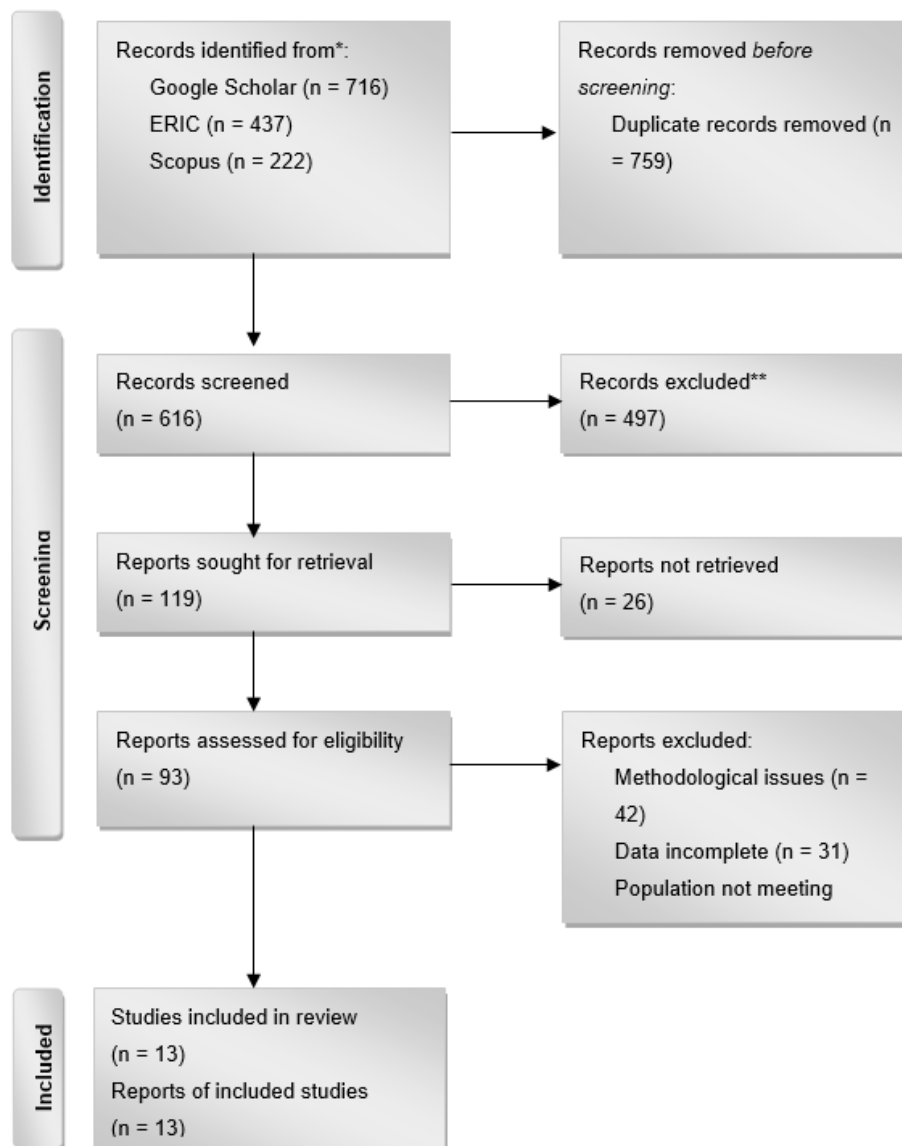 Identification
Records identified from*:
Google Scholar (n = 716)
ERIC (n = 437)
Scopus (n = 222)
Records removed before
screening:
Duplicate records removed (n
= 759)
Screening
Records screened
(n = 616)
Records excluded**
(n = 497)
Reports sought for retrieval
(n = 119)
Reports not retrieved
(n = 26)
Reports assessed for eligibility
(n = 93)
Reports excluded:
Methodological issues (n =
42)
Data incomplete (n = 31)
Population not meeting
Included
Studies included in review
(n = 13)
Reports of included studies
(n = 13)